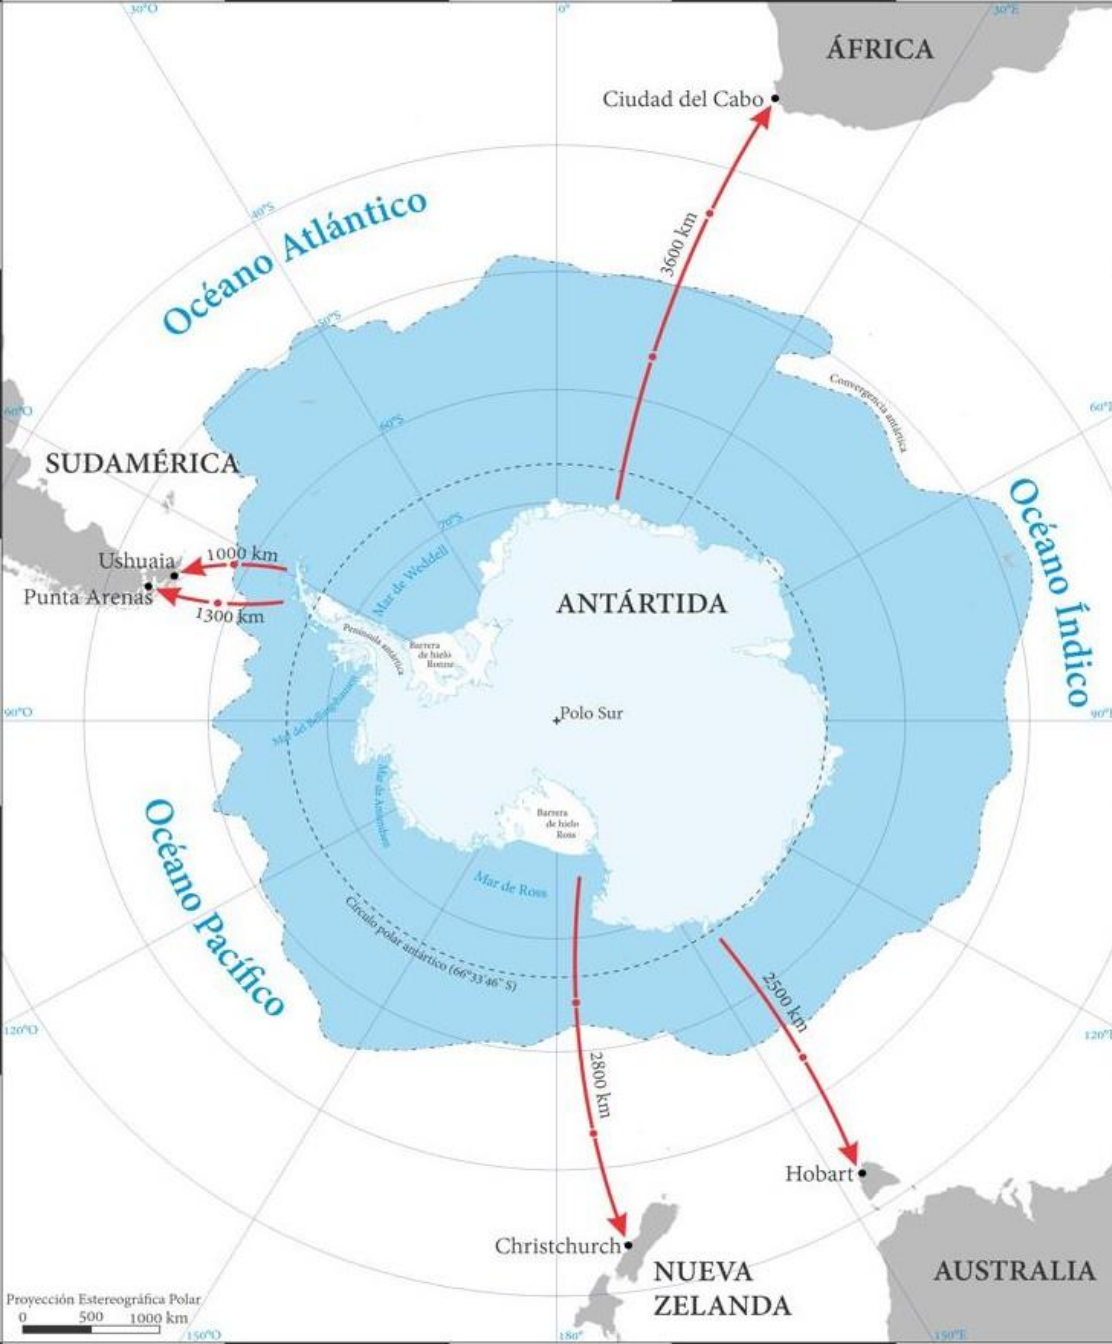 30°O
0°
30°E
ÁFRICA
Ciudad del Cabo
40°S
Océano Atlántico
3600 km
50°S
Convergencia antártica
60°O
60°E
60°S
SUDAMÉRICA
Océano Índico
70°S
1000 km
Ushuaia
Mar de Weddell
Punta Arenas
1300 km
ANTÁRTIDA
Península antártica
Barrera
de hielo
Ronne
90°O
Polo Sur
90°E
Mar del Bellingshausen
Mar de Amundsen
Barrera
de hielo
Ross
Océano Pacífico
Mar de Ross
Círculo polar antártico (66°33'46" S)
2500 km
120°O
120°E
2800 km
Hobart
Christchurch
NUEVA
ZELANDA
AUSTRALIA
Proyección Estereográfica Polar
0 500 1000 km
150°O
180°
150°E